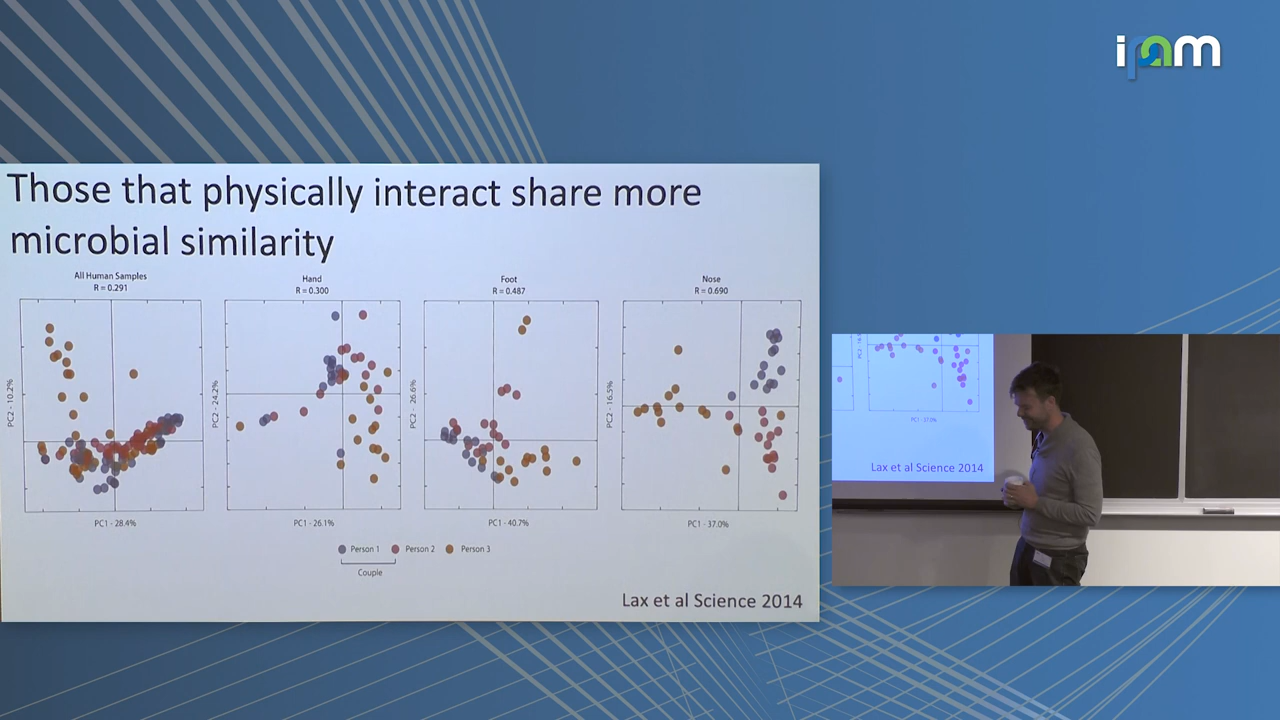 ipam
Those that physically interact share more
microbial similarity
All Human Samples
R = 0.291
Hand
R = 0.300
Foot
R = 0.487
Nose
R = 0.690
PC2 - 10.2%
PC2 - 24.2%
PC2 - 26.6%
PC2 - 16.5%
PC1 - 28.4%
PC1 - 26.1%
PC1 - 40.7%
PC1 - 37.0%
Person 1
Person 2
Person 3
Couple
Lax et al Science 2014
PC1 - 37.0%
Lax et al Science 2014